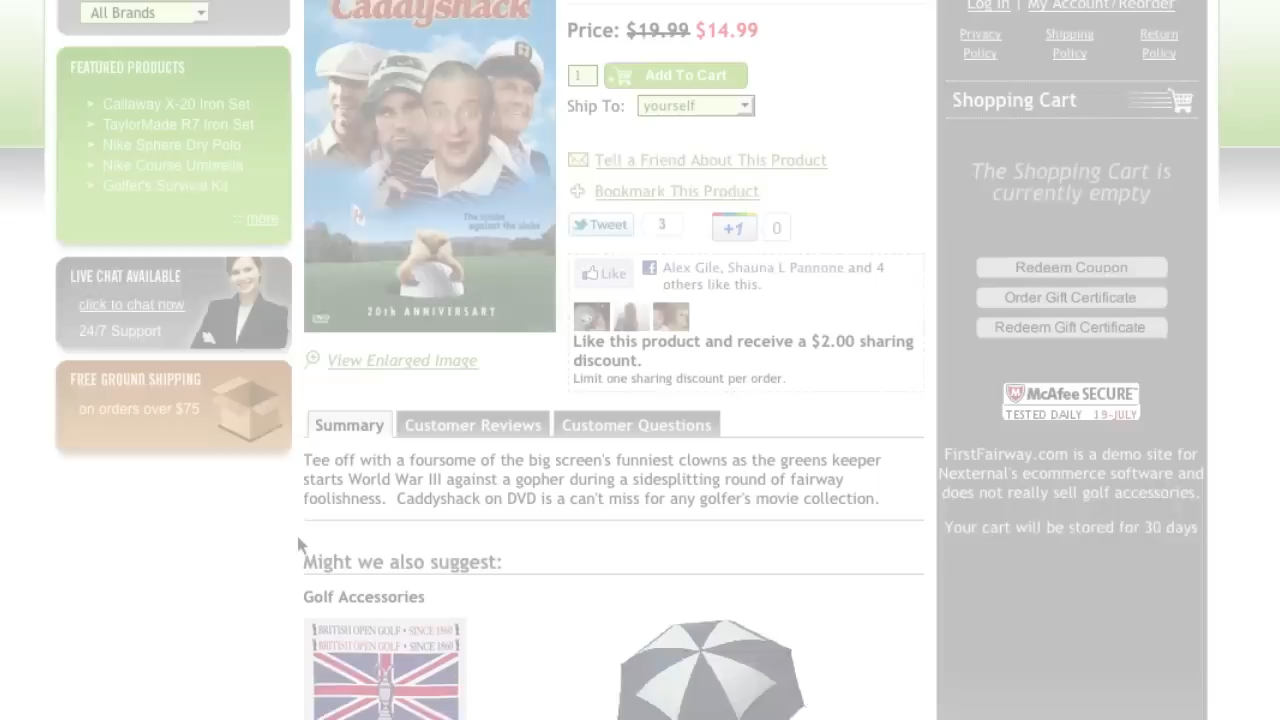 All Brands
FEATURED PRODUCTS
Callaway X-20 Iron Set
TaylorMade R7 Iron Set
Nike Sphere Dry Polo
Nike Course Umbrella
Golfer's Survival Kit
:: more
LIVE CHAT AVAILABLE
click to chat now
24/7 Support
FREE GROUND SHIPPING
on orders over $75
Caddyshack
The snobs
against the slobs
20th ANNIVERSARY
DVD
View Enlarged Image
Price: $19.99 $14.99
1 Add To Cart
Ship To: yourself
Tell a Friend About This Product
Bookmark This Product
Tweet 3 +1 0
Like Alex Gile, Shauna L Pannone and 4
others like this.
Like this product and receive a $2.00 sharing
discount.
Limit one sharing discount per order.
Summary Customer Reviews Customer Questions
Tee off with a foursome of the big screen's funniest clowns as the greens keeper
starts World War III against a gopher during a sidesplitting round of fairway
foolishness. Caddyshack on DVD is a can't miss for any golfer's movie collection.
Might we also suggest:
Golf Accessories
BRITISH OPEN GOLF • SINCE 1860
BRITISH OPEN GOLF • SINCE 1860
Log In | My Account/Reorder
Privacy Shipping Return
Policy Policy Policy
Shopping Cart
The Shopping Cart is
currently empty
Redeem Coupon
Order Gift Certificate
Redeem Gift Certificate
McAfee SECURE™
TESTED DAILY 19-JULY
FirstFairway.com is a demo site for
Nexternal's ecommerce software and
does not really sell golf accessories.
Your cart will be stored for 30 days